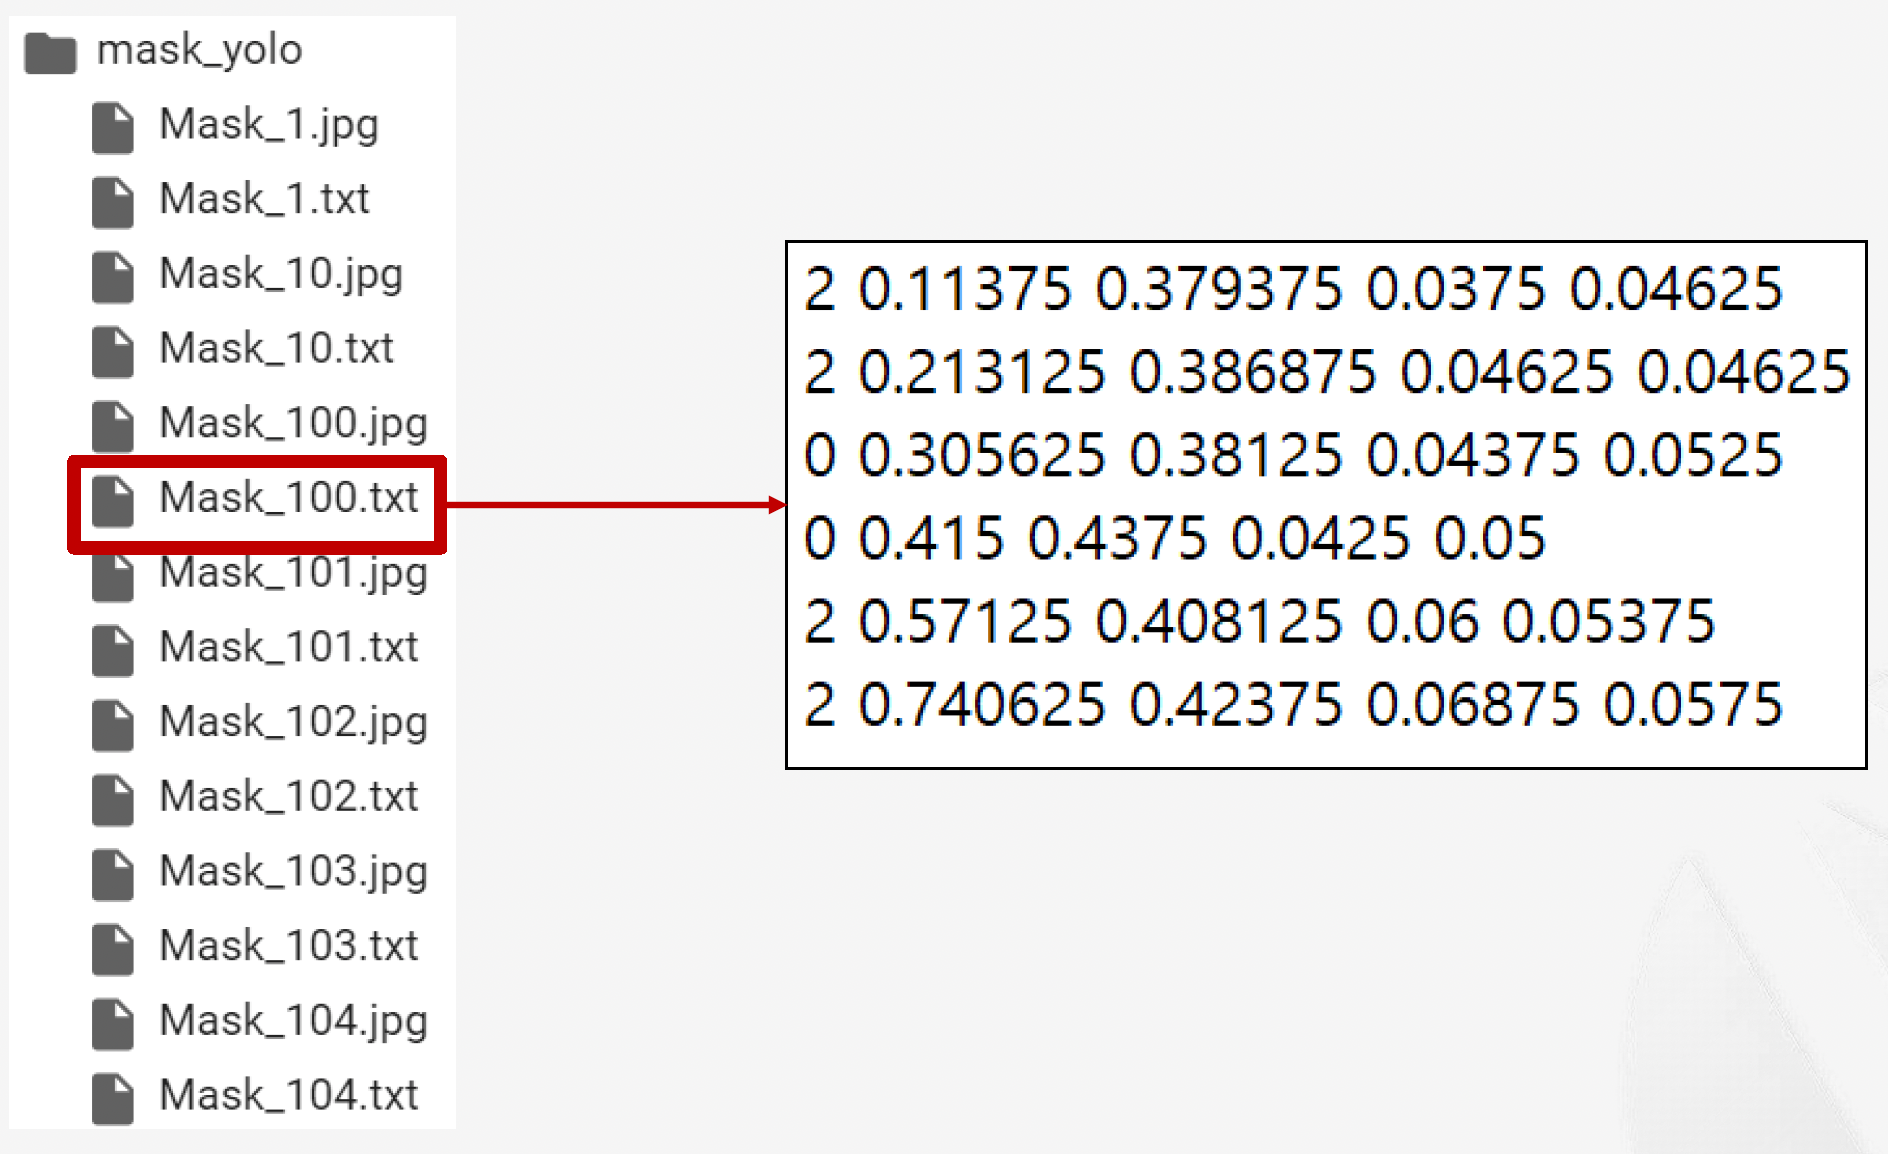 mask_yolo
Mask_1.jpg
Mask_1.txt
Mask_10.jpg
Mask_10.txt
Mask_100.jpg
Mask_100.txt
Mask_101.jpg
Mask_101.txt
Mask_102.jpg
Mask_102.txt
Mask_103.jpg
Mask_103.txt
Mask_104.jpg
Mask_104.txt
2 0.11375 0.379375 0.0375 0.04625
2 0.213125 0.386875 0.04625 0.04625
0 0.305625 0.38125 0.04375 0.0525
0 0.415 0.4375 0.0425 0.05
2 0.57125 0.408125 0.06 0.05375
2 0.740625 0.42375 0.06875 0.0575